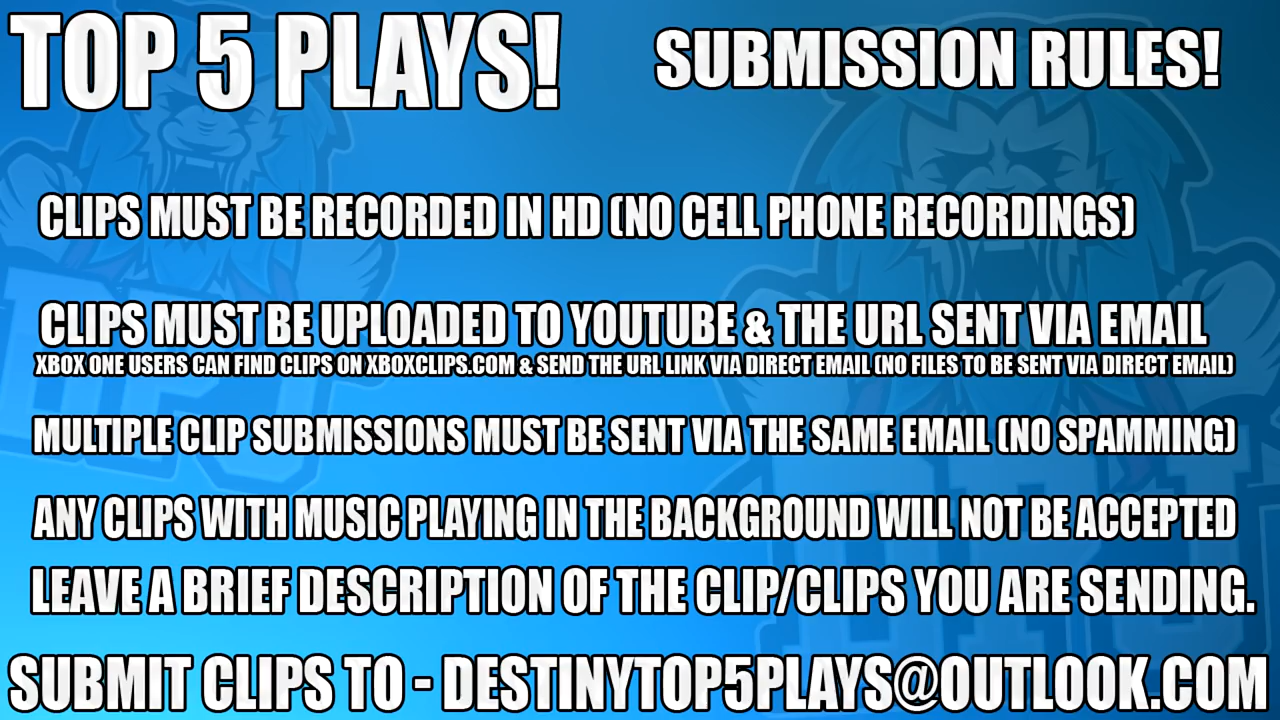 TOP 5 PLAYS!
SUBMISSION RULES!
CLIPS MUST BE RECORDED IN HD (NO CELL PHONE RECORDINGS)
CLIPS MUST BE UPLOADED TO YOUTUBE & THE URL SENT VIA EMAIL
XBOX ONE USERS CAN FIND CLIPS ON XBOXCLIPS.COM & SEND THE URL LINK VIA DIRECT EMAIL (NO FILES TO BE SENT VIA DIRECT EMAIL)
MULTIPLE CLIP SUBMISSIONS MUST BE SENT VIA THE SAME EMAIL (NO SPAMMING)
ANY CLIPS WITH MUSIC PLAYING IN THE BACKGROUND WILL NOT BE ACCEPTED
LEAVE A BRIEF DESCRIPTION OF THE CLIP/CLIPS YOU ARE SENDING.
SUBMIT CLIPS TO - DESTINYTOP5PLAYS@OUTLOOK.COM